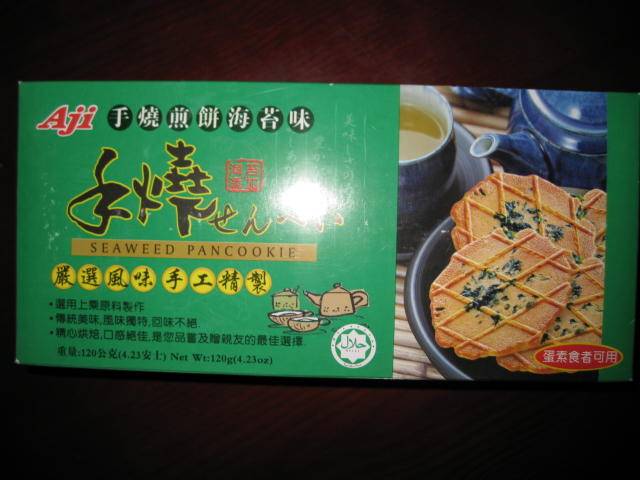 Aji 手燒煎餅海苔味
手燒せんべい
SEAWEED PANCOOKIE
嚴選風味手工精製
•選用上乘原料製作
•傳統美味,風味獨特,回味不絕.
•精心烘焙,口感絕佳,是您品嘗及贈親友的最佳選擇.
重量:120公克(4.23安士) Net Wt:120g(4.23oz)
حلال
蛋素食者可用